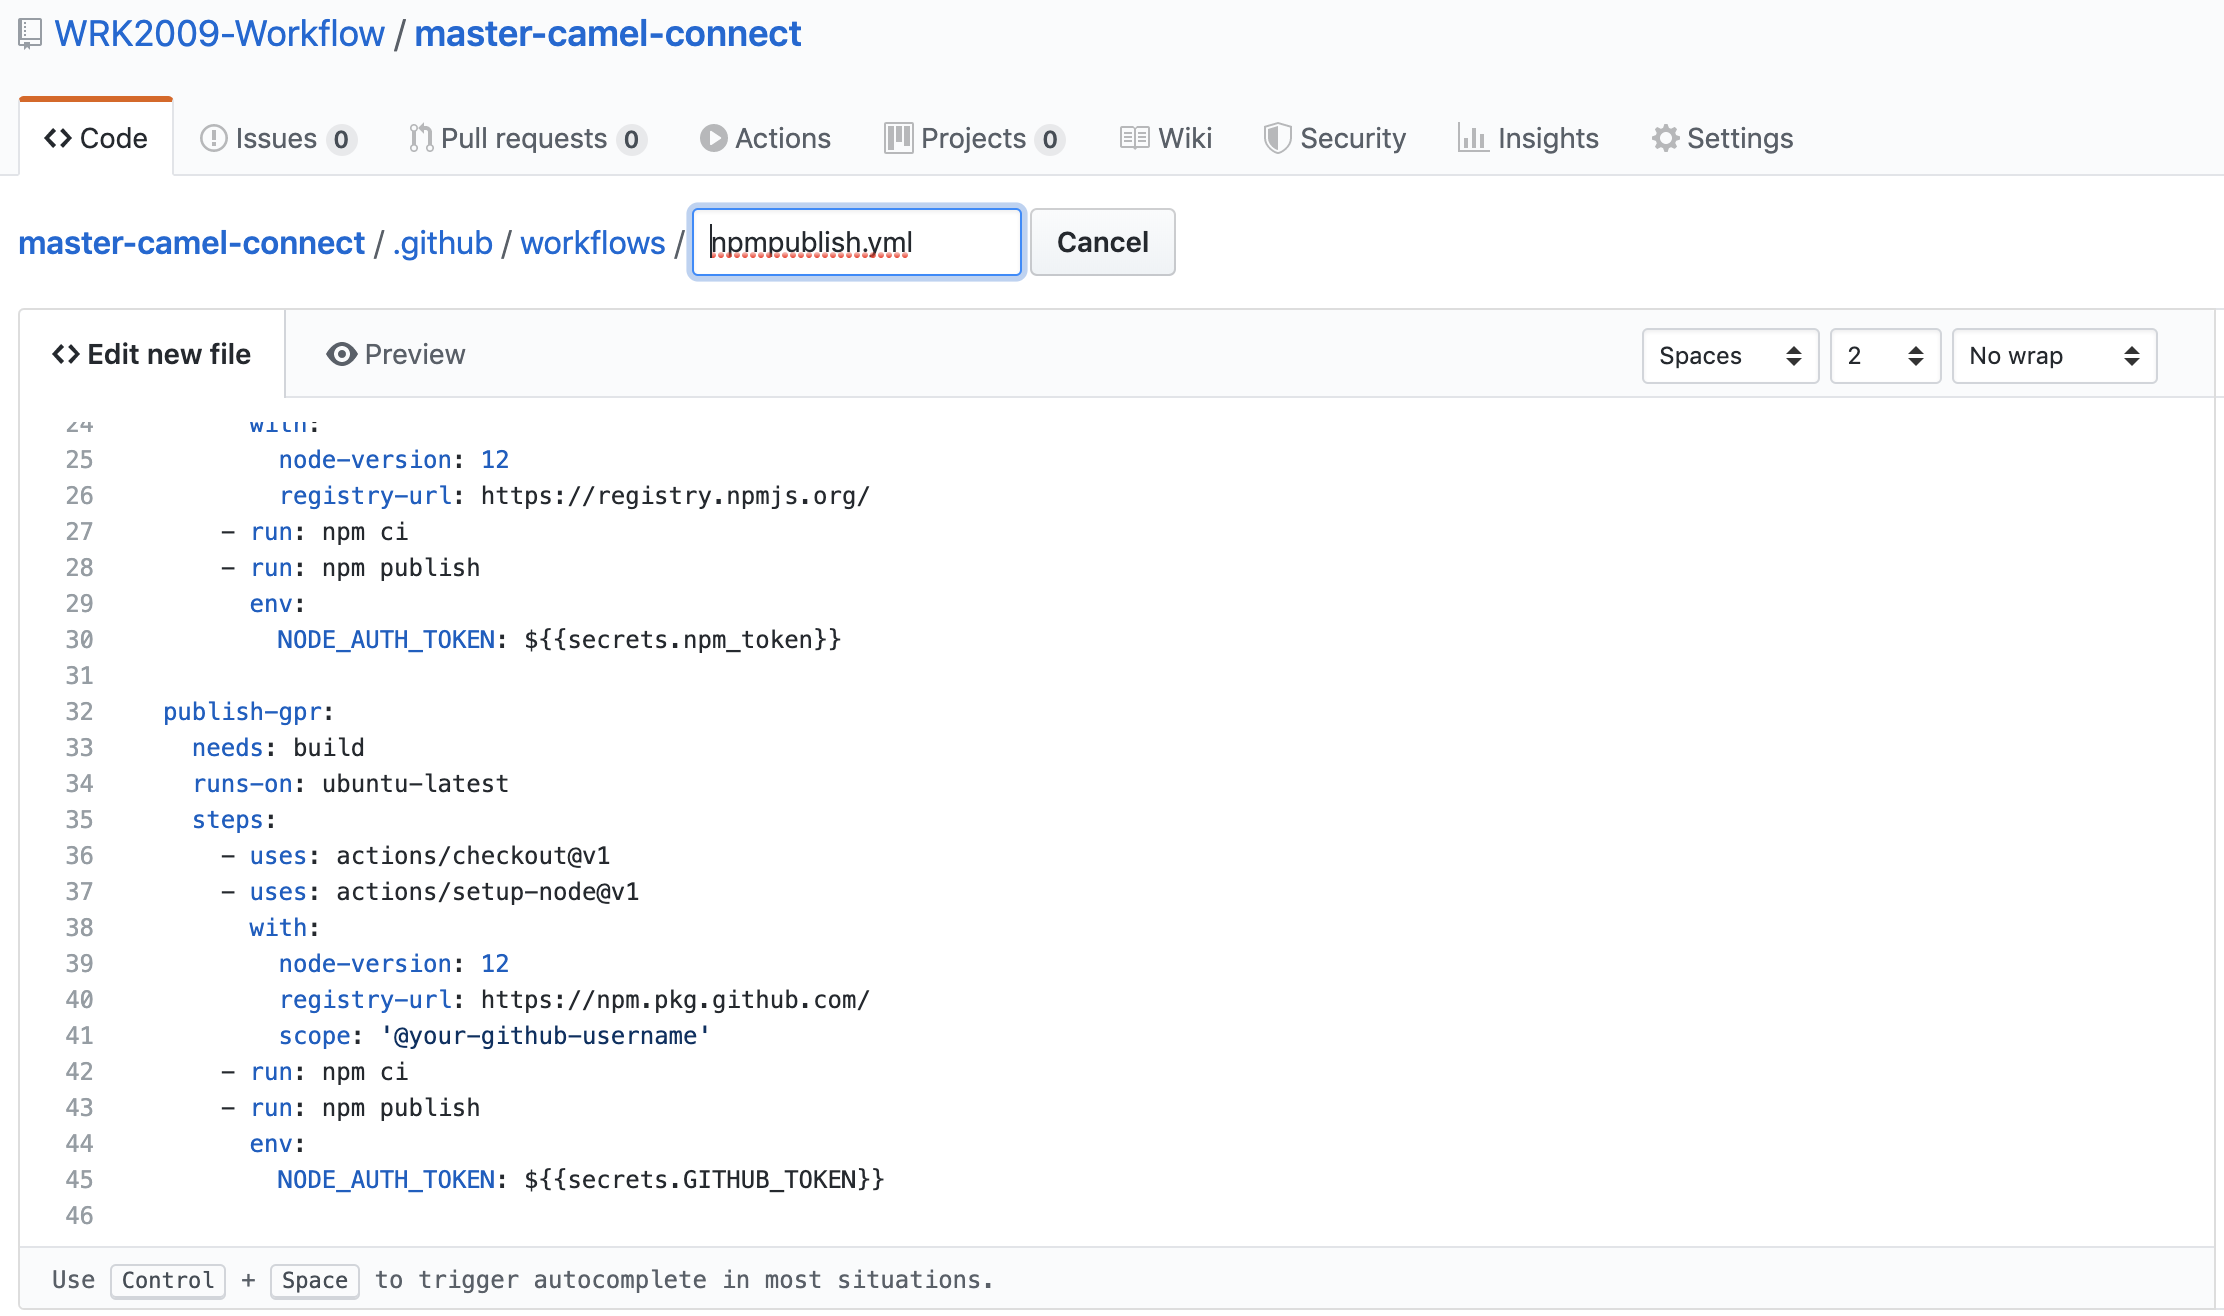 WRK2009-Workflow / master-camel-connect
Code Issues 0 Pull requests 0 Actions Projects 0 Wiki Security Insights Settings
master-camel-connect / .github / workflows / npmpublish.yml Cancel
Edit new file Preview Spaces 2 No wrap
24 with:
25 node-version: 12
26 registry-url: https://registry.npmjs.org/
27 - run: npm ci
28 - run: npm publish
29 env:
30 NODE_AUTH_TOKEN: ${{secrets.npm_token}}
31
32 publish-gpr:
33 needs: build
34 runs-on: ubuntu-latest
35 steps:
36 - uses: actions/checkout@v1
37 - uses: actions/setup-node@v1
38 with:
39 node-version: 12
40 registry-url: https://npm.pkg.github.com/
41 scope: '@your-github-username'
42 - run: npm ci
43 - run: npm publish
44 env:
45 NODE_AUTH_TOKEN: ${{secrets.GITHUB_TOKEN}}
46
Use Control + Space to trigger autocomplete in most situations.